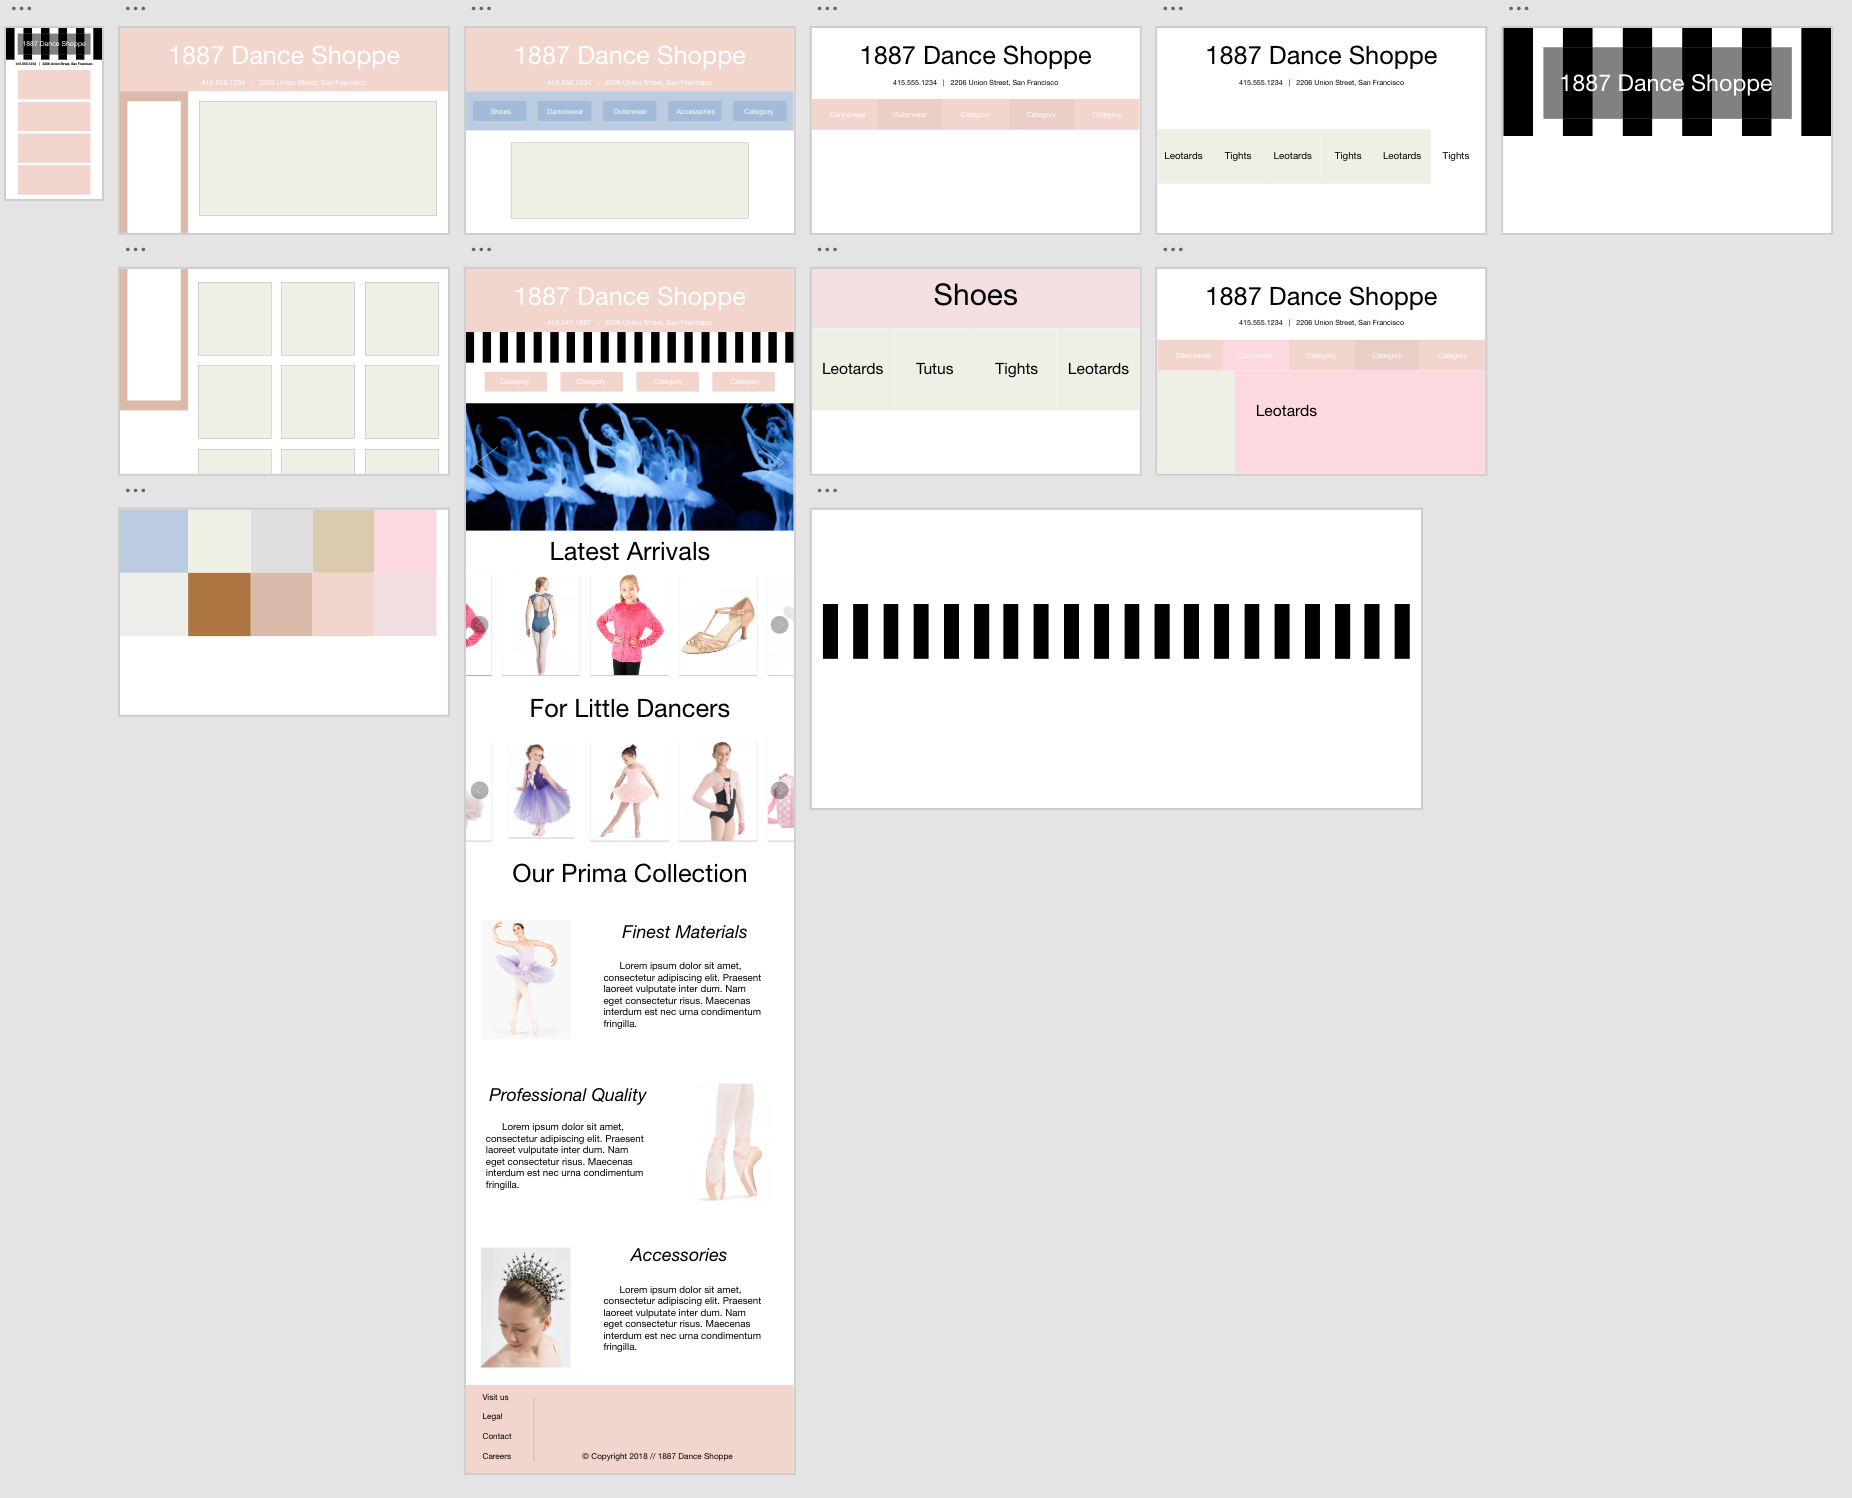 1887 Dance Shoppe
415.555.1234 | 2206 Union Street, San Francisco
1887 Dance Shoppe
415.555.1234 | 2206 Union Street, San Francisco
1887 Dance Shoppe
415.555.1234 | 2206 Union Street, San Francisco
Shoes Dancewear Outerwear Accessories Category
1887 Dance Shoppe
415.555.1234 | 2206 Union Street, San Francisco
Dancewear Outerwear Category Category Category
1887 Dance Shoppe
415.555.1234 | 2206 Union Street, San Francisco
Leotards Tights Leotards Tights Leotards Tights
1887 Dance Shoppe
1887 Dance Shoppe
415.441.1887 | 2206 Union Street, San Francisco
Category Category Category Category
Latest Arrivals
For Little Dancers
Our Prima Collection
Finest Materials
Lorem ipsum dolor sit amet,
consectetur adipiscing elit. Praesent
laoreet vulputate inter dum. Nam
eget consectetur risus. Maecenas
interdum est nec urna condimentum
fringilla.
Professional Quality
Lorem ipsum dolor sit amet,
consectetur adipiscing elit. Praesent
laoreet vulputate inter dum. Nam
eget consectetur risus. Maecenas
interdum est nec urna condimentum
fringilla.
Accessories
Lorem ipsum dolor sit amet,
consectetur adipiscing elit. Praesent
laoreet vulputate inter dum. Nam
eget consectetur risus. Maecenas
interdum est nec urna condimentum
fringilla.
Visit us
Legal
Contact
Careers
© Copyright 2018 // 1887 Dance Shoppe
Shoes
Leotards Tutus Tights Leotards
1887 Dance Shoppe
415.555.1234 | 2206 Union Street, San Francisco
Dancewear Outerwear Category Category Category
Leotards